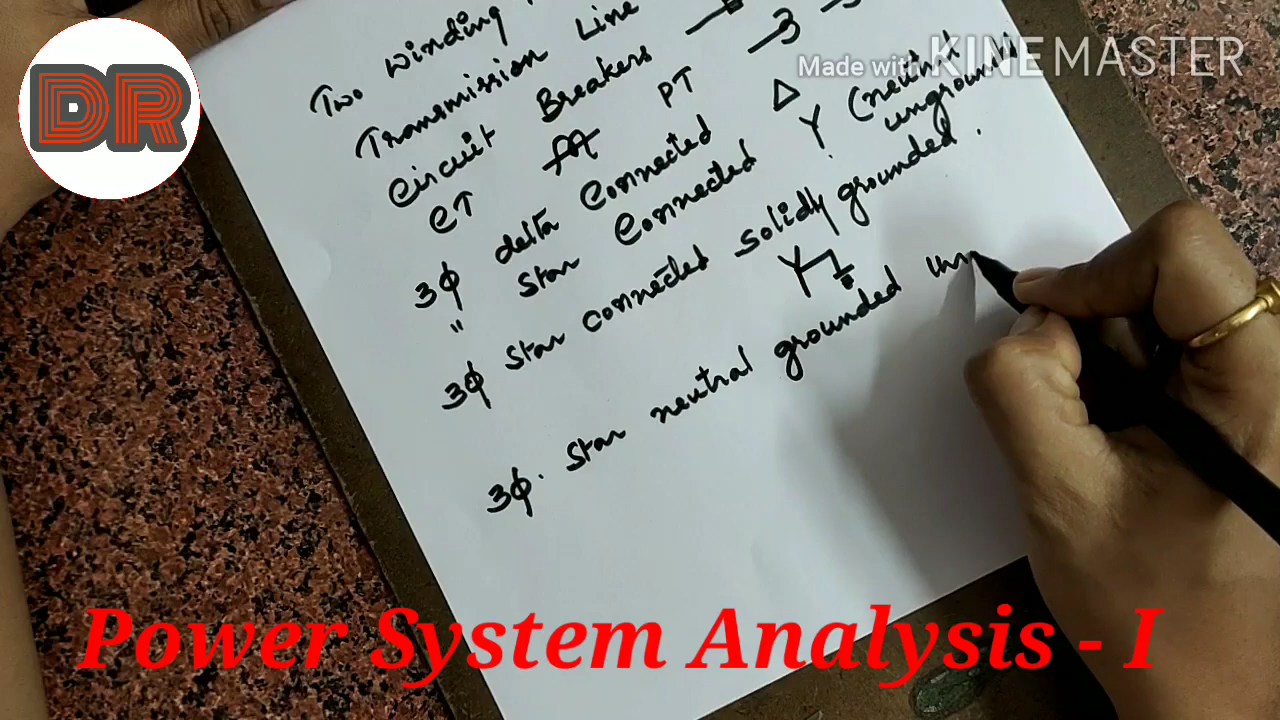 DR
Made with KINEMASTER
Two winding
Transmission Line
Circuit Breakers
CT PT
3φ delta Connected Δ
" Star Connected Y (neutral
ungrounded
3φ Star connected solidly grounded.
3φ. Star neutral grounded
Power System Analysis - I